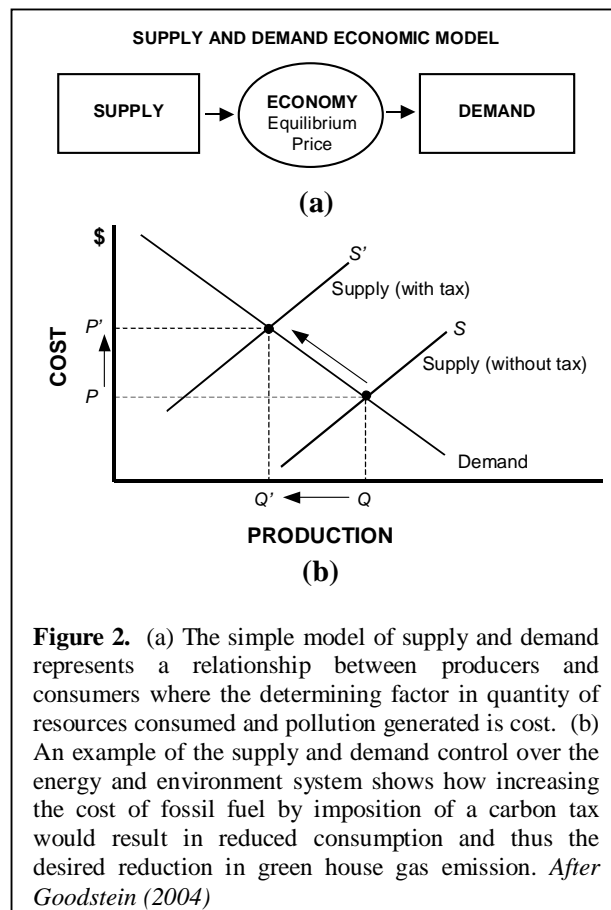 SUPPLY AND DEMAND ECONOMIC MODEL
SUPPLY
ECONOMY
Equilibrium
Price
DEMAND
(a)
$
S'
Supply (with tax)
P'
S
Supply (without tax)
COST
P
Demand
Q'
Q
PRODUCTION
(b)
Figure 2. (a) The simple model of supply and demand
represents a relationship between producers and
consumers where the determining factor in quantity of
resources consumed and pollution generated is cost. (b)
An example of the supply and demand control over the
energy and environment system shows how increasing
the cost of fossil fuel by imposition of a carbon tax
would result in reduced consumption and thus the
desired reduction in green house gas emission. After
Goodstein (2004)